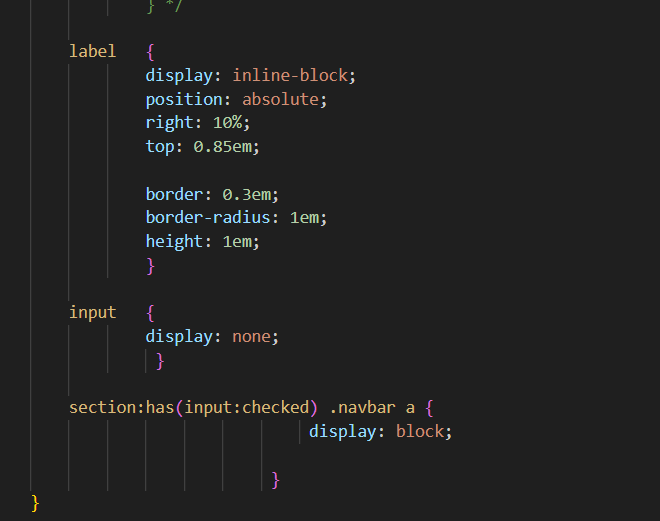 } */
label {
display: inline-block;
position: absolute;
right: 10%;
top: 0.85em;
border: 0.3em;
border-radius: 1em;
height: 1em;
}
input {
display: none;
}
section:has(input:checked) .navbar a {
display: block;
}
}